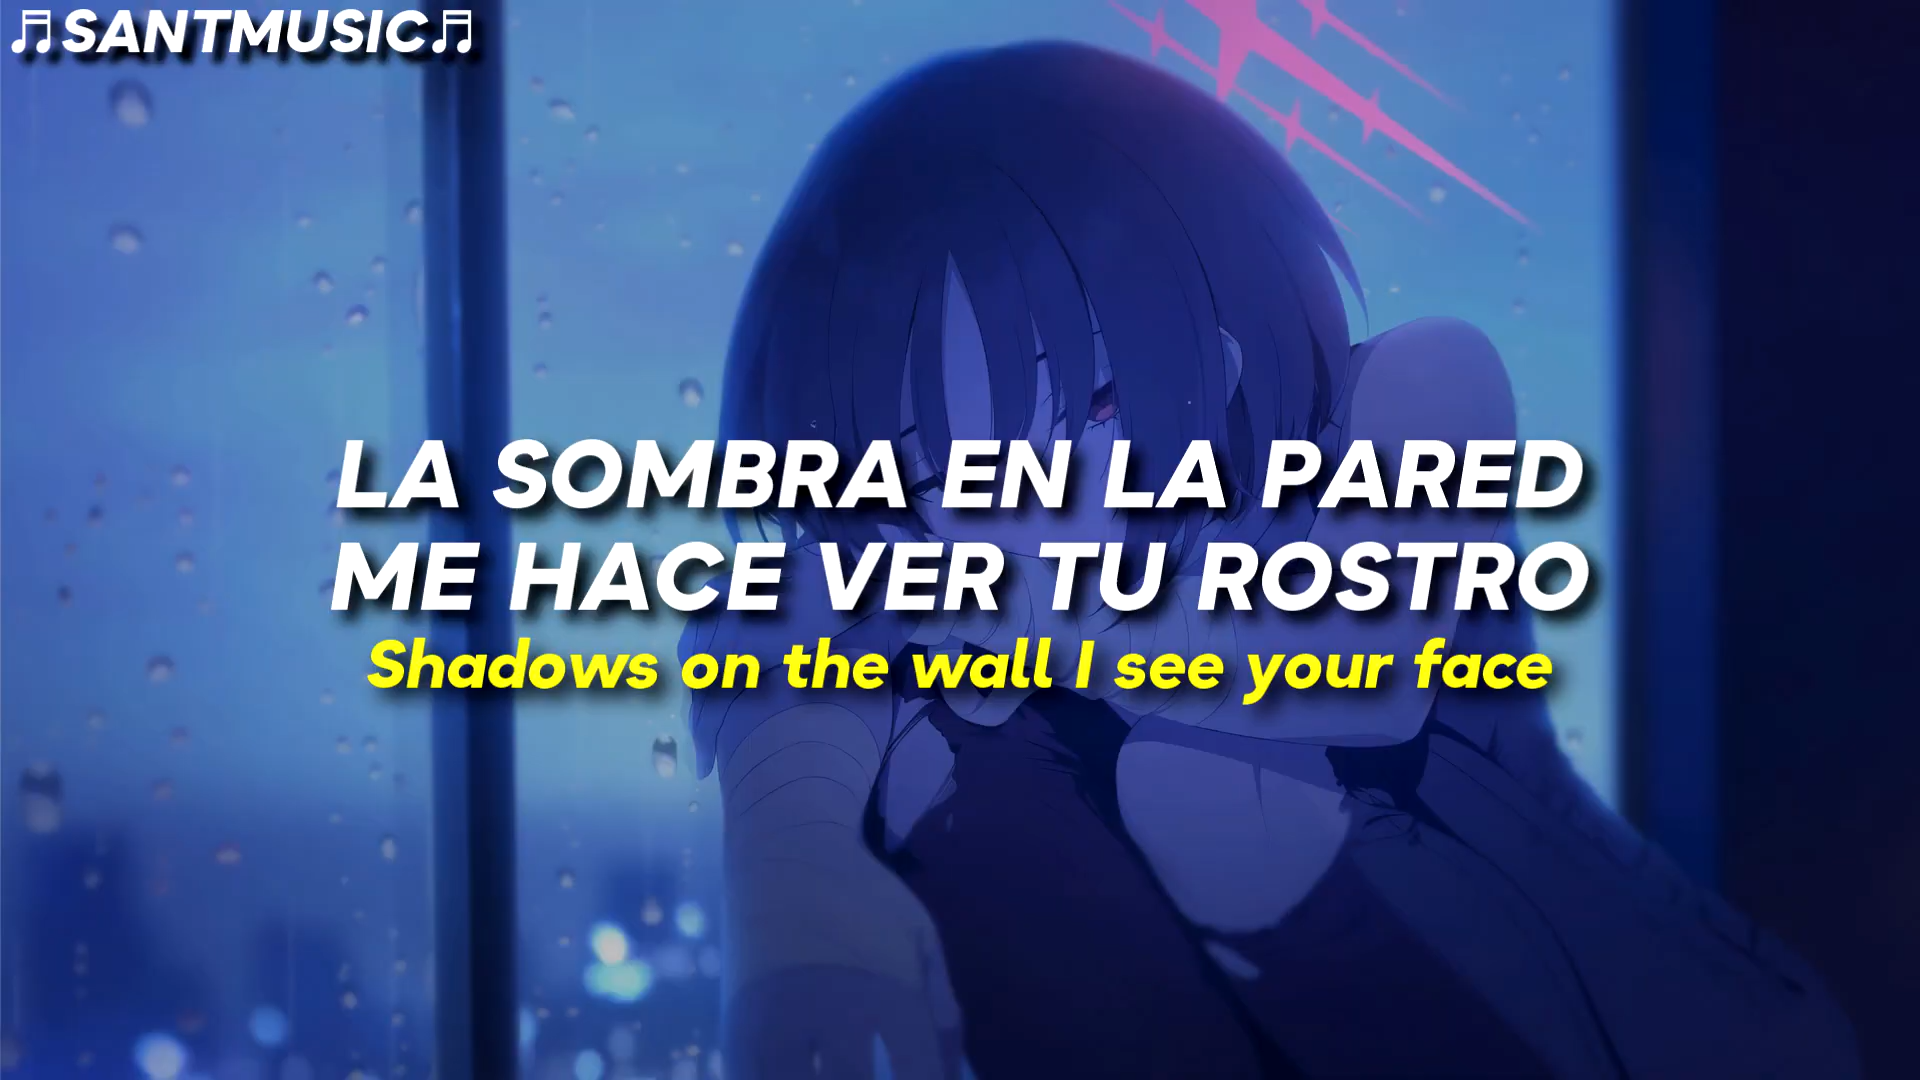 ♫SANTMUSIC♫
LA SOMBRA EN LA PARED
ME HACE VER TU ROSTRO
Shadows on the wall I see your face